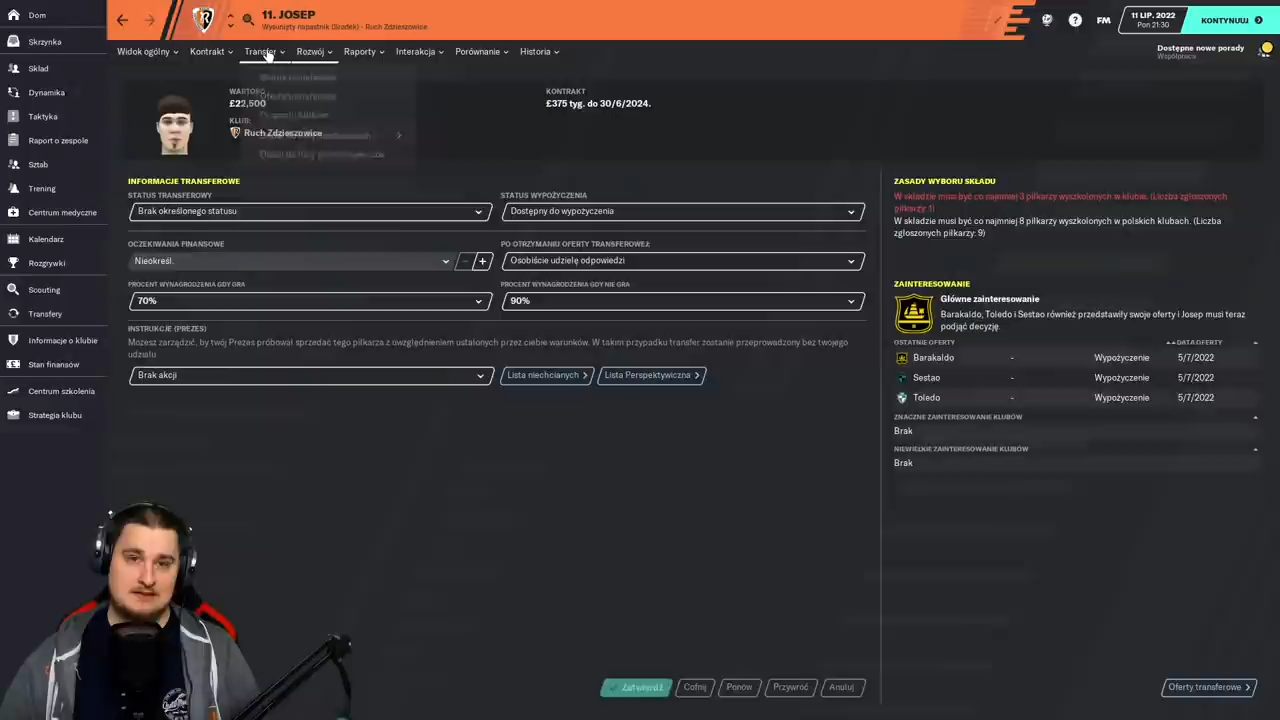 Dom
Skrzynka
Skład
Dynamika
Taktyka
Raport o zespole
Sztab
Trening
Centrum medyczne
Kalendarz
Rozgrywki
Scouting
Transfery
Informacje o klubie
Stan finansów
Centrum szkolenia
Strategia klubu
11. JOSEP
Wysunięty napastnik (Środek) - Ruch Zdzieszowice
FM
11 LIP. 2022
Pon 21:30
KONTYNUUJ
Widok ogólny
Kontrakt
Transfer
Rozwój
Raporty
Interakcja
Porównanie
Historia
Dostępne nowe porady
Współpraca
WARTOŚĆ
£22,500
KLUB:
Ruch Zdzieszowice
KONTRAKT
£375 tyg. do 30/6/2024.
INFORMACJE TRANSFEROWE
STATUS TRANSFEROWY
Brak określonego statusu
STATUS WYPOŻYCZENIA
Dostępny do wypożyczenia
OCZEKIWANIA FINANSOWE
Nieokreśl.
PO OTRZYMANIU OFERTY TRANSFEROWEJ:
Osobiście udzielę odpowiedzi
PROCENT WYNAGRODZENIA GDY GRA
70%
PROCENT WYNAGRODZENIA GDY NIE GRA
90%
INSTRUKCJE (PREZES)
Możesz zarządzić, by twój Prezes próbował sprzedać tego piłkarza z uwzględnieniem ustalonych przez ciebie warunków. W takim przypadku transfer zostanie przeprowadzony bez twojego
udziału
Brak akcji
Lista niechcianych
Lista Perspektywiczna
ZASADY WYBORU SKŁADU
W składzie musi być co najmniej 3 piłkarzy wyszkolonych w klubie. (Liczba zgłoszonych
piłkarzy: 1)
W składzie musi być co najmniej 8 piłkarzy wyszkolonych w polskich klubach. (Liczba
zgłoszonych piłkarzy: 9)
ZAINTERESOWANIE
Główne zainteresowanie
Barakaldo, Toledo i Sestao również przedstawiły swoje oferty i Josep musi teraz
podjąć decyzję.
OSTATNIE OFERTY
DATA OFERTY
Barakaldo - Wypożyczenie 5/7/2022
Sestao - Wypożyczenie 5/7/2022
Toledo - Wypożyczenie 5/7/2022
ZNACZNE ZAINTERESOWANIE KLUBÓW
Brak
NIEWIELKIE ZAINTERESOWANIE KLUBÓW
Brak
Zatwierdź
Cofnij
Ponów
Przywróć
Anuluj
Oferty transferowe